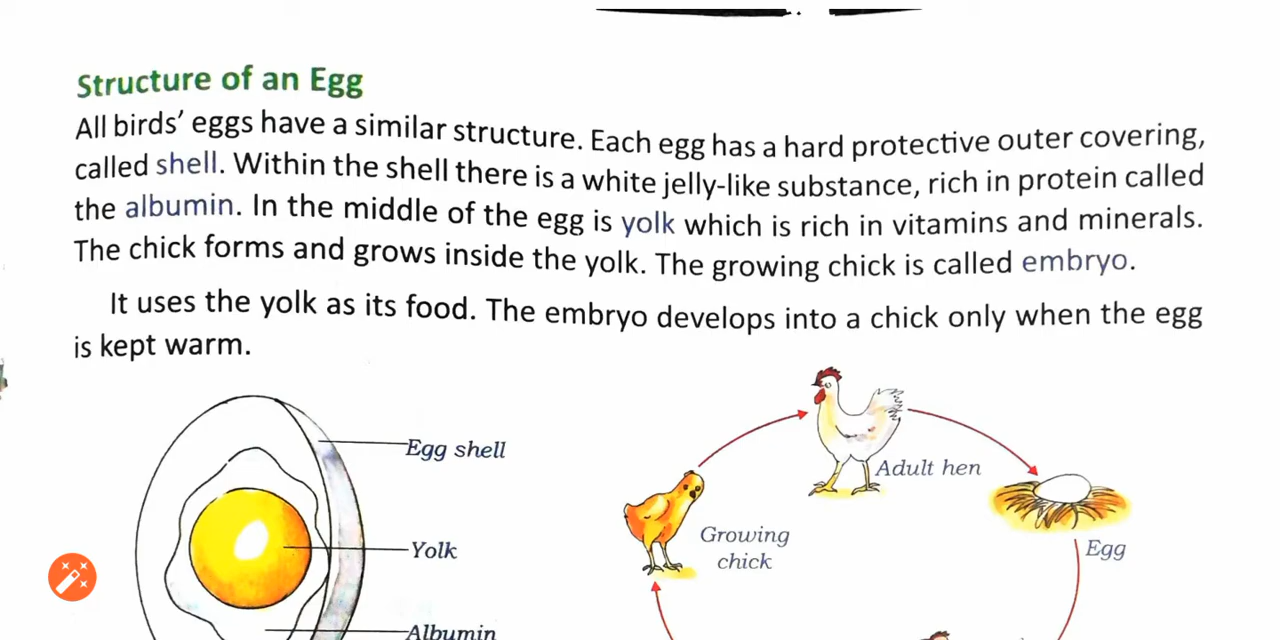 Structure of an Egg
All birds' eggs have a similar structure. Each egg has a hard protective outer covering,
called shell. Within the shell there is a white jelly-like substance, rich in protein called
the albumin. In the middle of the egg is yolk which is rich in vitamins and minerals.
The chick forms and grows inside the yolk. The growing chick is called embryo.
It uses the yolk as its food. The embryo develops into a chick only when the egg
is kept warm.
Egg shell
Adult hen
Growing
chick
Yolk
Egg
Albumin